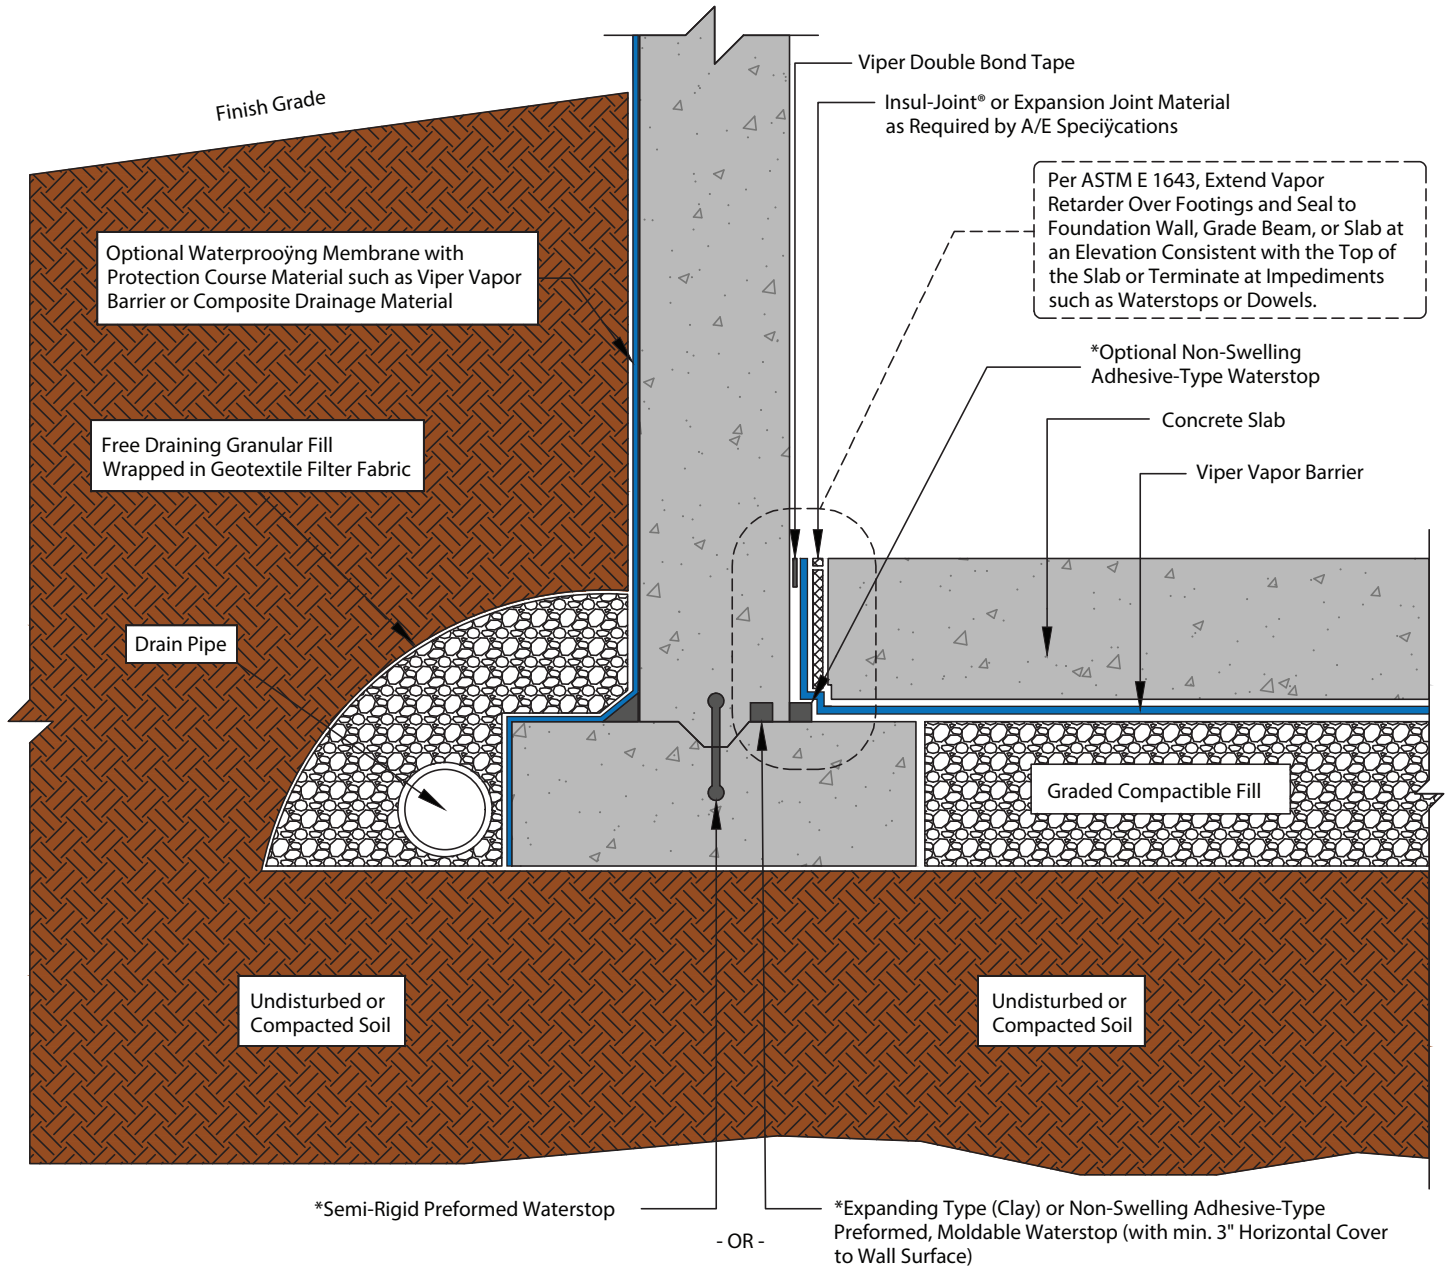 Finish Grade
Viper Double Bond Tape
Insul-Joint® or Expansion Joint Material
as Required by A/E Speciÿcations
Per ASTM E 1643, Extend Vapor
Retarder Over Footings and Seal to
Foundation Wall, Grade Beam, or Slab at
an Elevation Consistent with the Top of
the Slab or Terminate at Impediments
such as Waterstops or Dowels.
Optional Waterprooÿng Membrane with
Protection Course Material such as Viper Vapor
Barrier or Composite Drainage Material
*Optional Non-Swelling
Adhesive-Type Waterstop
Concrete Slab
Free Draining Granular Fill
Wrapped in Geotextile Filter Fabric
Viper Vapor Barrier
Drain Pipe
Graded Compactible Fill
Undisturbed or
Compacted Soil
Undisturbed or
Compacted Soil
*Semi-Rigid Preformed Waterstop
- OR -
*Expanding Type (Clay) or Non-Swelling Adhesive-Type
Preformed, Moldable Waterstop (with min. 3" Horizontal Cover
to Wall Surface)